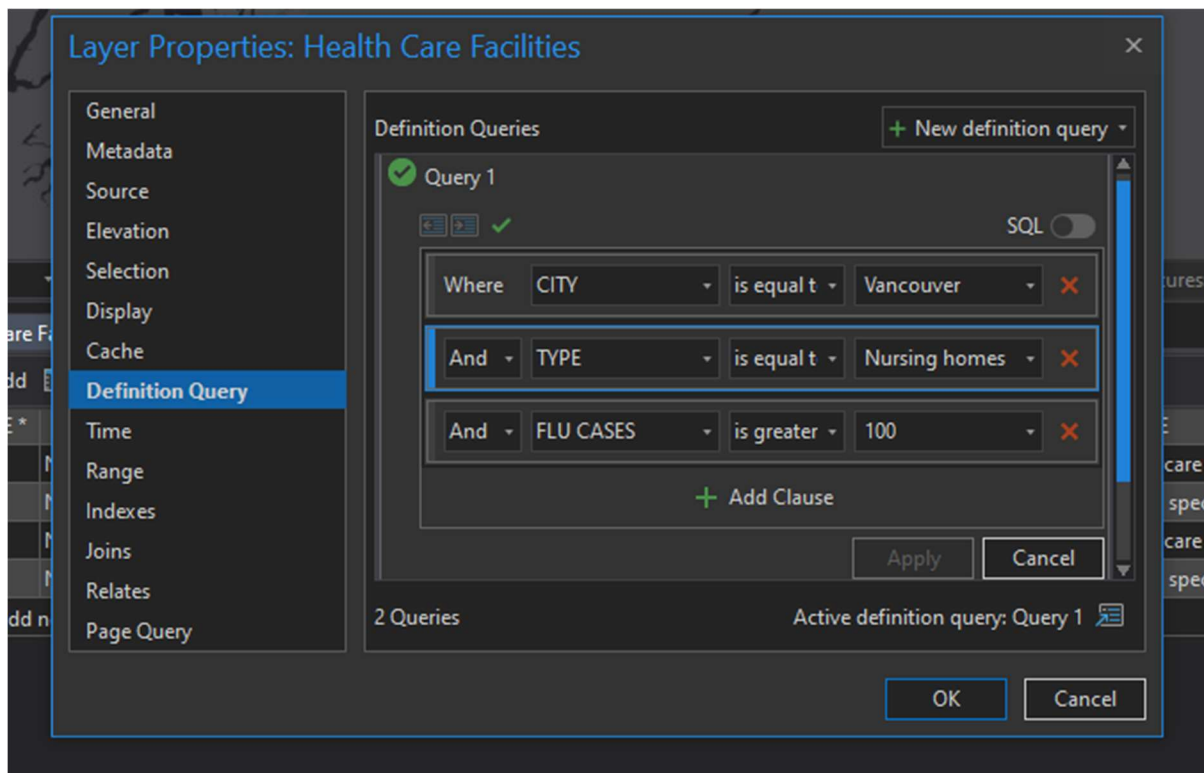 Layer Properties: Health Care Facilities
General
Metadata
Source
Elevation
Selection
Display
Cache
Definition Query
Time
Range
Indexes
Joins
Relates
Page Query
Definition Queries
New definition query
Query 1
SQL
Where CITY is equal t Vancouver
And TYPE is equal t Nursing homes
And FLU CASES is greater 100
Add Clause
Apply Cancel
2 Queries
Active definition query: Query 1
OK Cancel
care
care